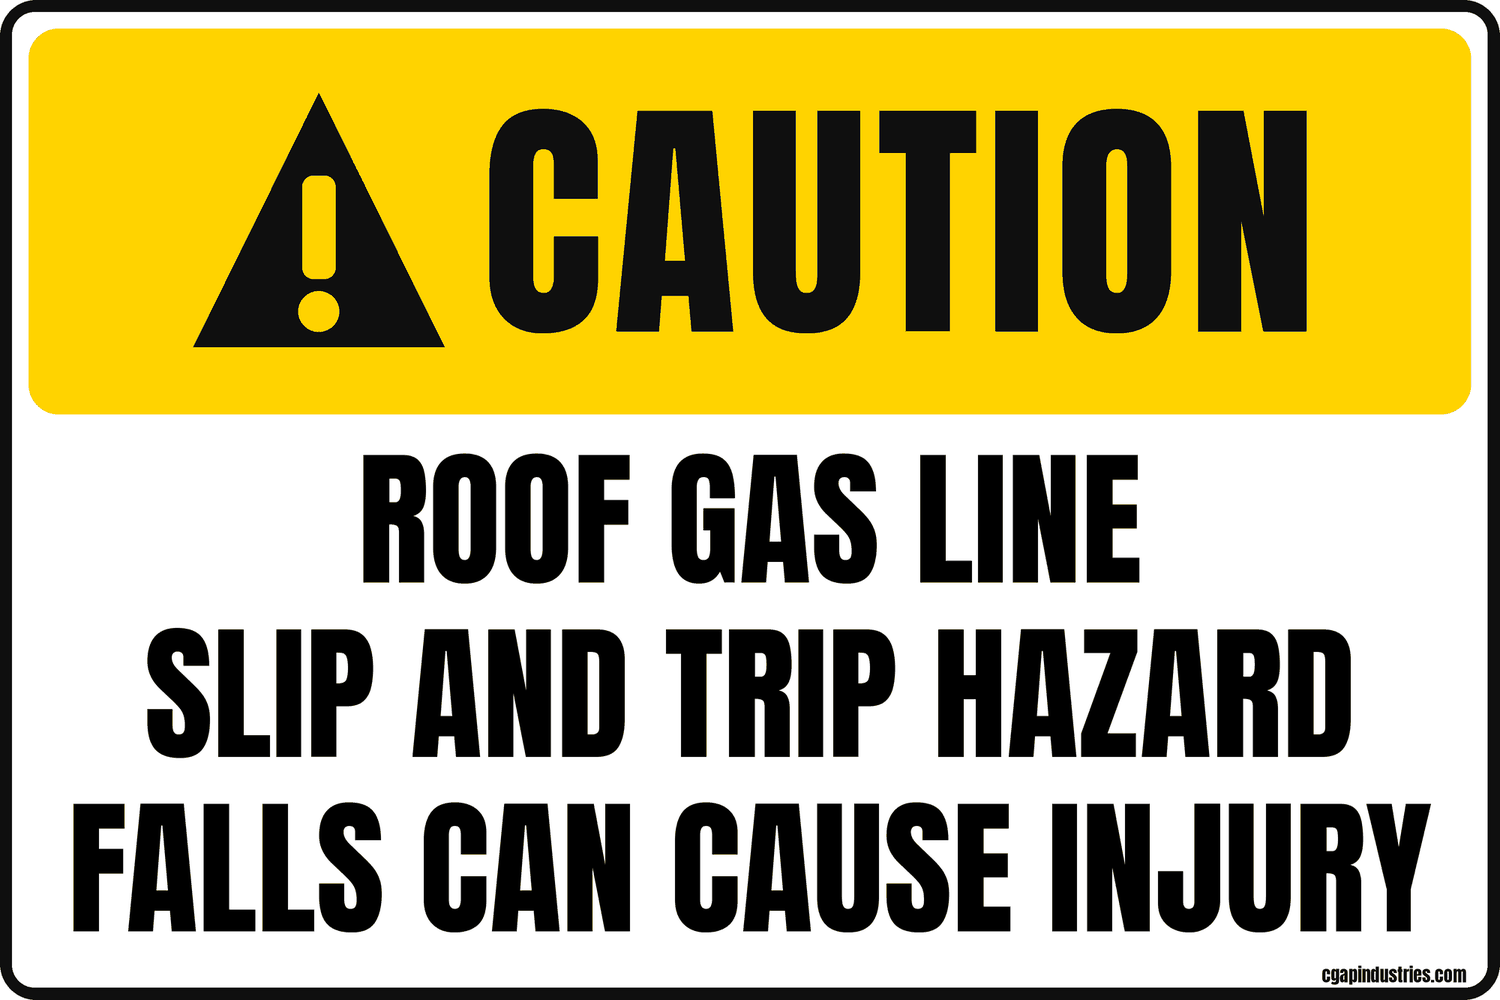 CAUTION
ROOF GAS LINE
SLIP AND TRIP HAZARD
FALLS CAN CAUSE INJURY
cgapindustries.com